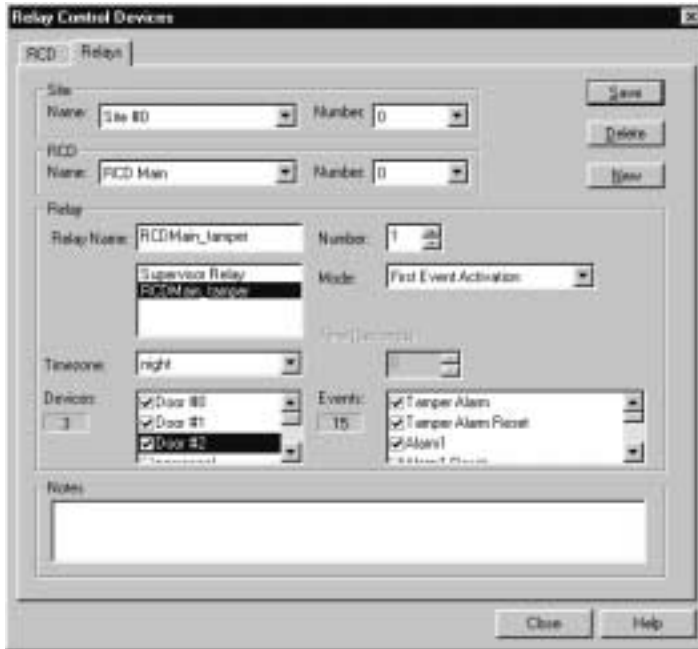 Relay Control Devices
RCD Relays
Site
Name: Site #0 Number: 0
Save
Delete
New
RCD
Name: RCD Main Number: 0
Relay
Relay Name: RCDMain_tamper Number: 1
Supervisor Relay
RCDMain_tamper
Mode: First Event Activation
Timezone: night
Devices: 3
Door #0
Door #1
Door #2
Events: 15
Tamper Alarm
Tamper Alarm Reset
Alarm1
Notes
Close Help